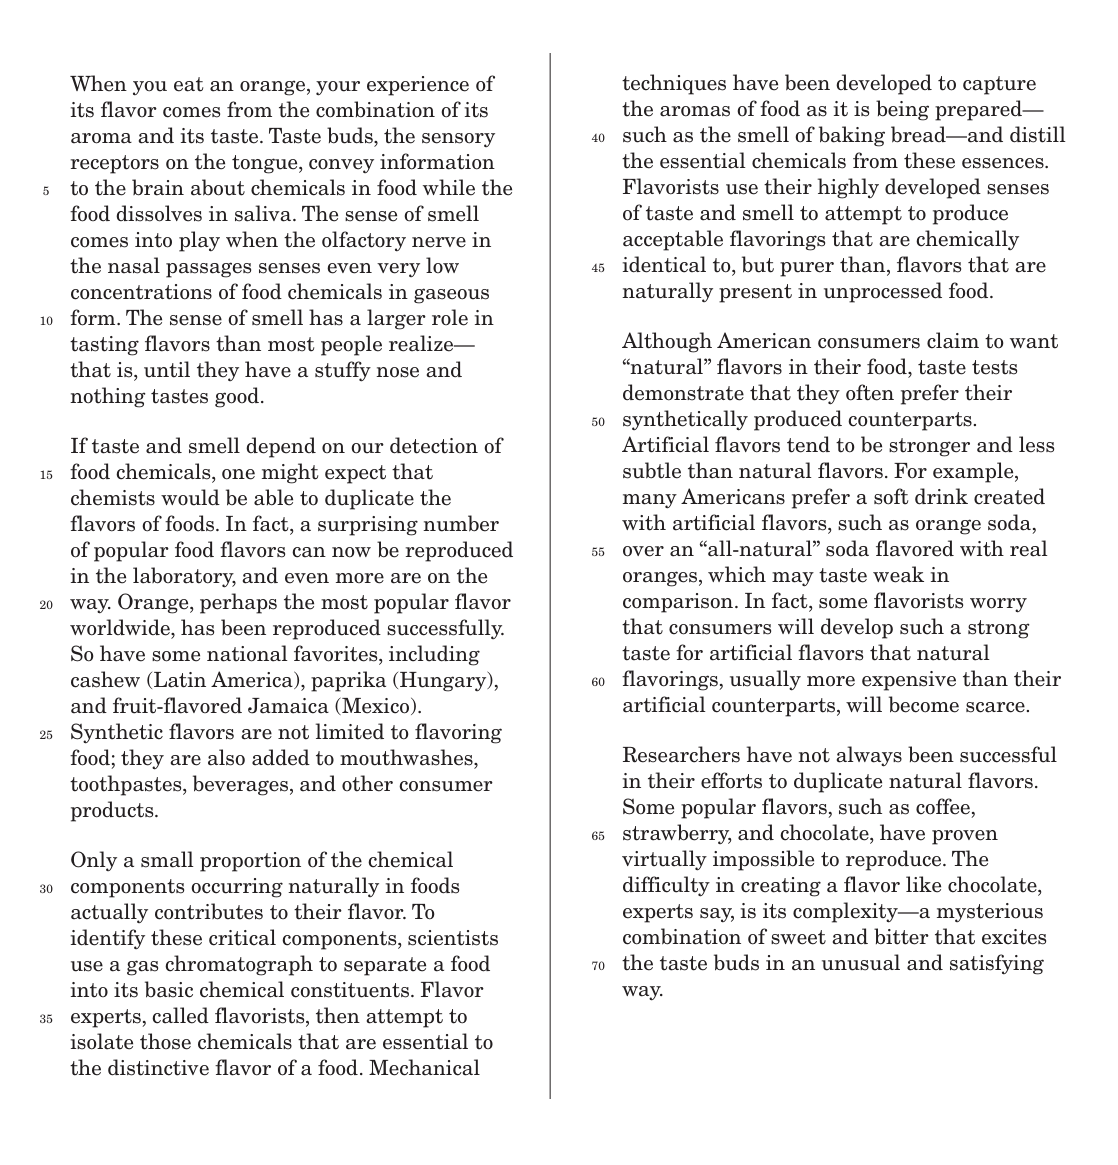 When you eat an orange, your experience of
its flavor comes from the combination of its
aroma and its taste. Taste buds, the sensory
receptors on the tongue, convey information
5 to the brain about chemicals in food while the
food dissolves in saliva. The sense of smell
comes into play when the olfactory nerve in
the nasal passages senses even very low
concentrations of food chemicals in gaseous
10 form. The sense of smell has a larger role in
tasting flavors than most people realize—
that is, until they have a stuffy nose and
nothing tastes good.
If taste and smell depend on our detection of
15 food chemicals, one might expect that
chemists would be able to duplicate the
flavors of foods. In fact, a surprising number
of popular food flavors can now be reproduced
in the laboratory, and even more are on the
20 way. Orange, perhaps the most popular flavor
worldwide, has been reproduced successfully.
So have some national favorites, including
cashew (Latin America), paprika (Hungary),
and fruit-flavored Jamaica (Mexico).
25 Synthetic flavors are not limited to flavoring
food; they are also added to mouthwashes,
toothpastes, beverages, and other consumer
products.
Only a small proportion of the chemical
30 components occurring naturally in foods
actually contributes to their flavor. To
identify these critical components, scientists
use a gas chromatograph to separate a food
into its basic chemical constituents. Flavor
35 experts, called flavorists, then attempt to
isolate those chemicals that are essential to
the distinctive flavor of a food. Mechanical
techniques have been developed to capture
the aromas of food as it is being prepared—
40 such as the smell of baking bread—and distill
the essential chemicals from these essences.
Flavorists use their highly developed senses
of taste and smell to attempt to produce
acceptable flavorings that are chemically
45 identical to, but purer than, flavors that are
naturally present in unprocessed food.
Although American consumers claim to want
“natural” flavors in their food, taste tests
demonstrate that they often prefer their
50 synthetically produced counterparts.
Artificial flavors tend to be stronger and less
subtle than natural flavors. For example,
many Americans prefer a soft drink created
with artificial flavors, such as orange soda,
55 over an “all-natural” soda flavored with real
oranges, which may taste weak in
comparison. In fact, some flavorists worry
that consumers will develop such a strong
taste for artificial flavors that natural
60 flavorings, usually more expensive than their
artificial counterparts, will become scarce.
Researchers have not always been successful
in their efforts to duplicate natural flavors.
Some popular flavors, such as coffee,
65 strawberry, and chocolate, have proven
virtually impossible to reproduce. The
difficulty in creating a flavor like chocolate,
experts say, is its complexity—a mysterious
combination of sweet and bitter that excites
70 the taste buds in an unusual and satisfying
way.